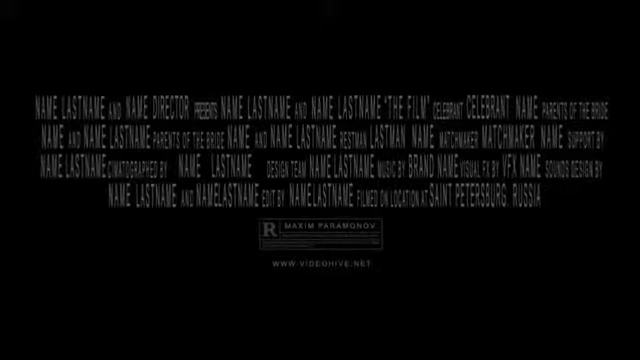 NAME LASTNAME AND NAME DIRECTOR PRESENTS NAME LASTNAME AND NAME LASTNAME "THE FILM" CELEBRANT CELEBRANT NAME PARENTS OF THE BRIDE
NAME AND NAME LASTNAME PARENTS OF THE BRIDE NAME AND NAME LASTNAME RESTMAN LASTMAN NAME MATCHMAKER MATCHMAKER NAME SUPPORT BY
NAME LASTNAME CIMATOGRAPHED BY NAME LASTNAME DESIGN TEAM NAME LASTNAME MUSIC BY BRAND NAME VISUAL FX BY VFX NAME SOUNDS DESIGN BY
NAME LASTNAME AND NAMELASTNAME EDIT BY NAMELASTNAME FILMED ON LOCATION AT SAINT PETERSBURG, RUSSIA
R MAXIM PARAMONOV
WWW.VIDEOHIVE.NET